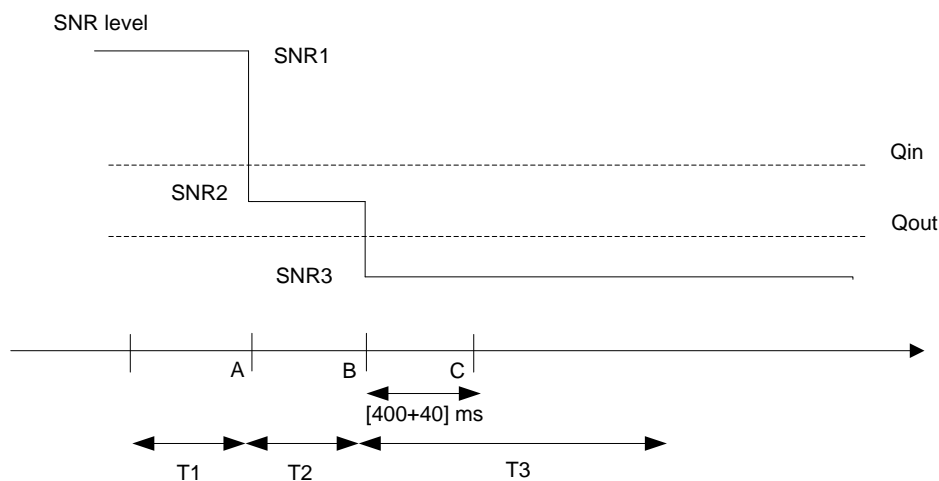 SNR level
SNR1
Qin
SNR2
Qout
SNR3
A
B
C
[400+40] ms
T1
T2
T3